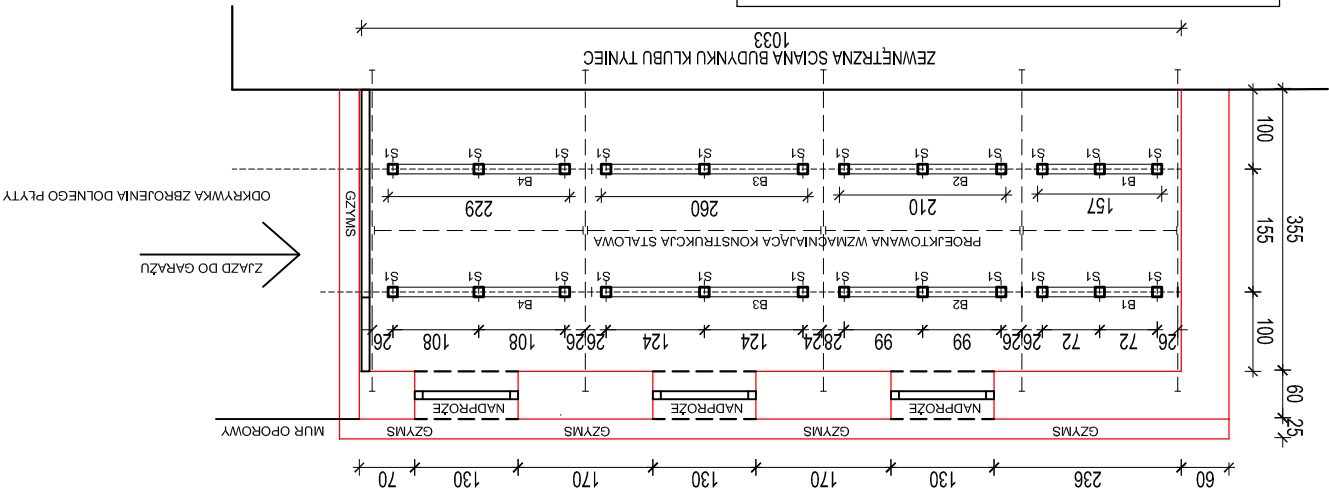 60 236 130 170 130 170 130 70
25 GZYMS GZYMS GZYMS GZYMS MUR OPOROWY
60 NADPROŻE NADPROŻE NADPROŻE
100 26 72 72 26 26 99 99 28 24 124 124 26 26 108 108 26
B1 B2 B3 B4
S1 S1 S1 S1 S1 S1 S1 S1 S1 S1 S1 S1
ZJAZD DO GARAŻU
PROJEKTOWANA WZMACNIAJĄCA KONSTRUKCJA STALOWA
355 155
157 210 260 229
GZYMS
ODKRYWKA ZBROJENIA DOLNEGO PŁYTY
B1 B2 B3 B4
S1 S1 S1 S1 S1 S1 S1 S1 S1 S1 S1 S1
100
ZEWNĘTRZNA SCIANA BUDYNKU KLUBU TYNIEC
1033